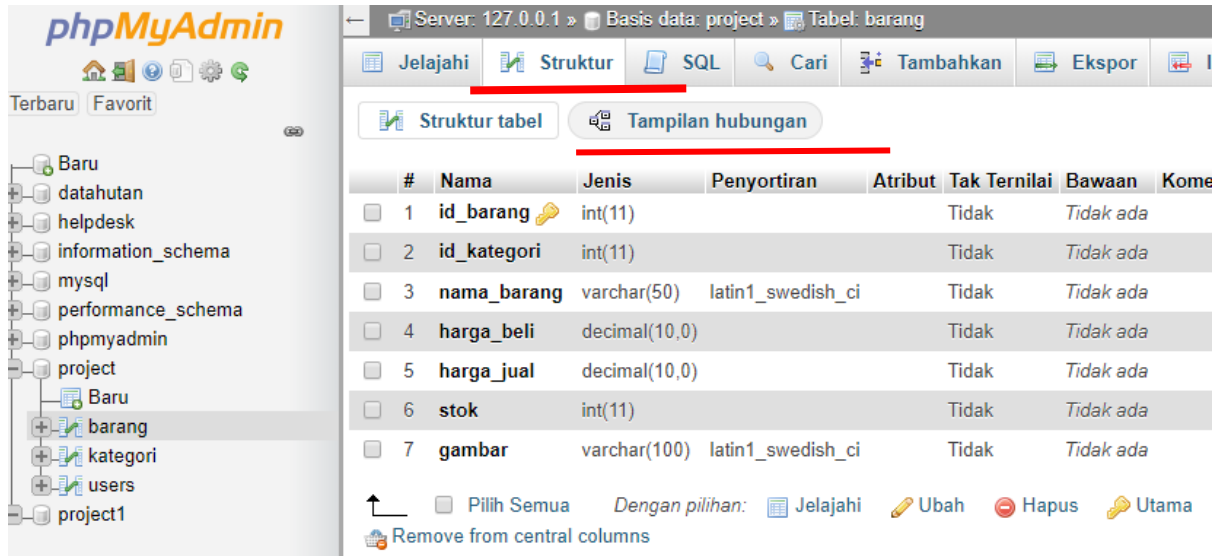 phpMyAdmin
Terbaru Favorit
Baru
datahutan
helpdesk
information_schema
mysql
performance_schema
phpmyadmin
project
Baru
barang
kategori
users
project1
Server: 127.0.0.1 » Basis data: project » Tabel: barang
Jelajahi Struktur SQL Cari Tambahkan Ekspor I
Struktur tabel Tampilan hubungan
# Nama Jenis Penyortiran Atribut Tak Ternilai Bawaan Kome
1 id_barang int(11) Tidak Tidak ada
2 id_kategori int(11) Tidak Tidak ada
3 nama_barang varchar(50) latin1_swedish_ci Tidak Tidak ada
4 harga_beli decimal(10,0) Tidak Tidak ada
5 harga_jual decimal(10,0) Tidak Tidak ada
6 stok int(11) Tidak Tidak ada
7 gambar varchar(100) latin1_swedish_ci Tidak Tidak ada
Pilih Semua Dengan pilihan: Jelajahi Ubah Hapus Utama
Remove from central columns